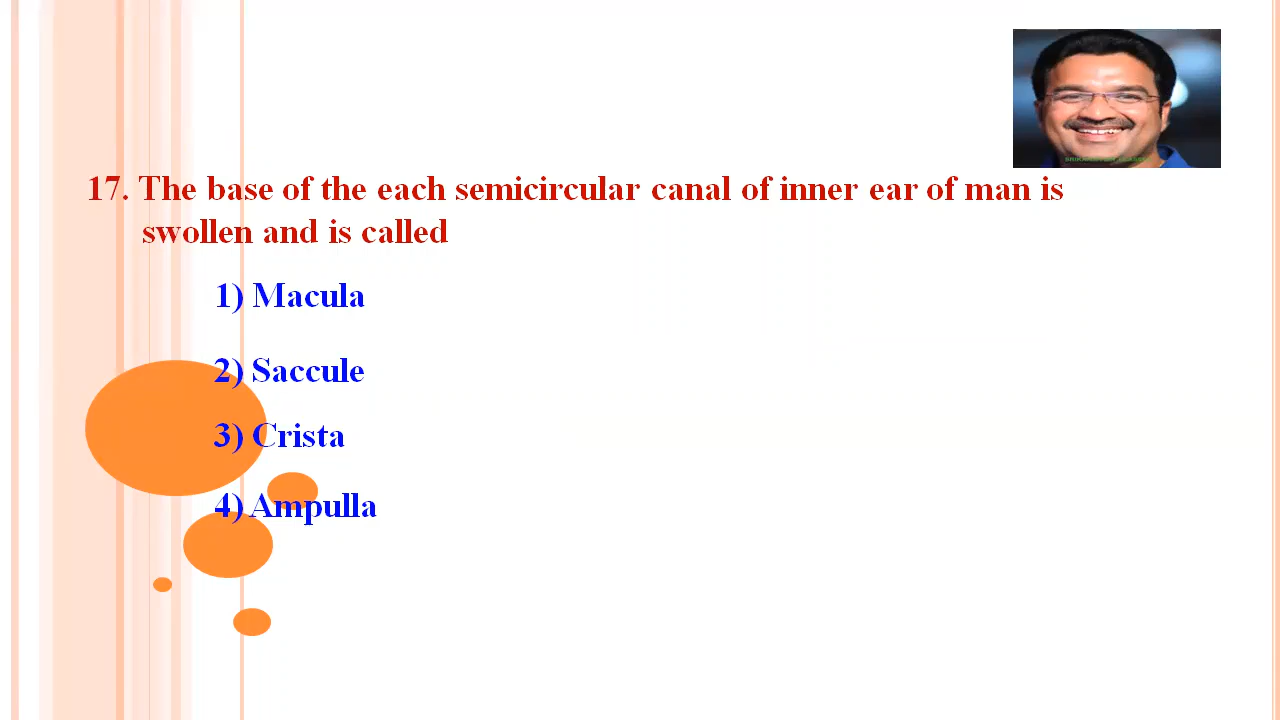 17. The base of the each semicircular canal of inner ear of man is
swollen and is called
1) Macula
2) Saccule
3) Crista
4) Ampulla